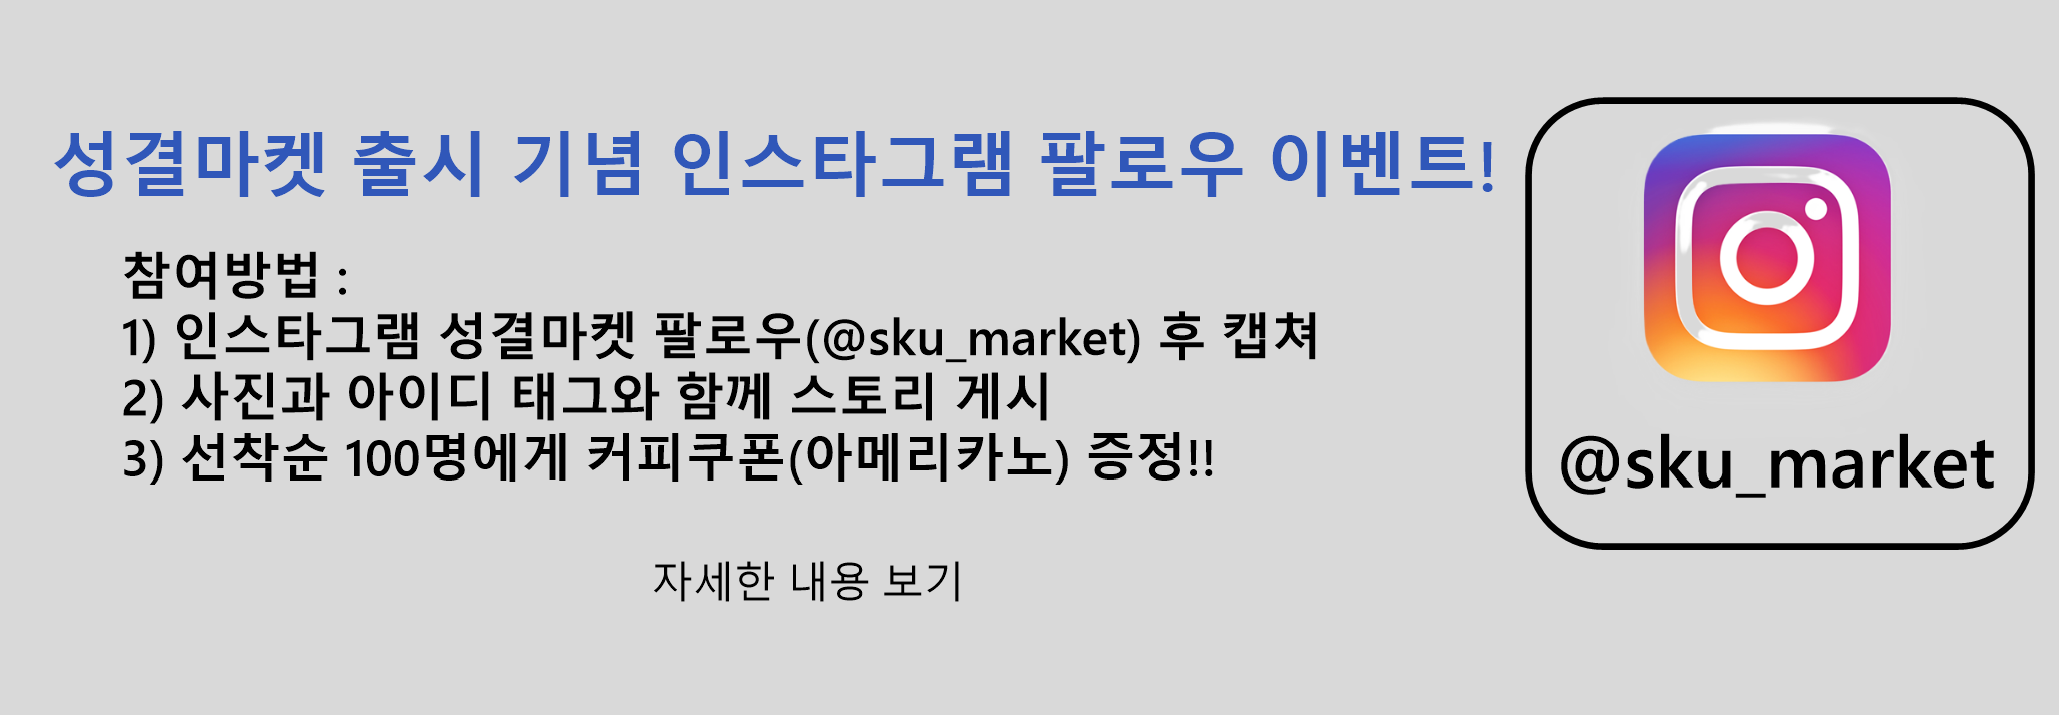 성결마켓 출시 기념 인스타그램 팔로우 이벤트!
참여방법 :
1) 인스타그램 성결마켓 팔로우(@sku_market) 후 캡쳐
2) 사진과 아이디 태그와 함께 스토리 게시
3) 선착순 100명에게 커피쿠폰(아메리카노) 증정!!
자세한 내용 보기
@sku_market